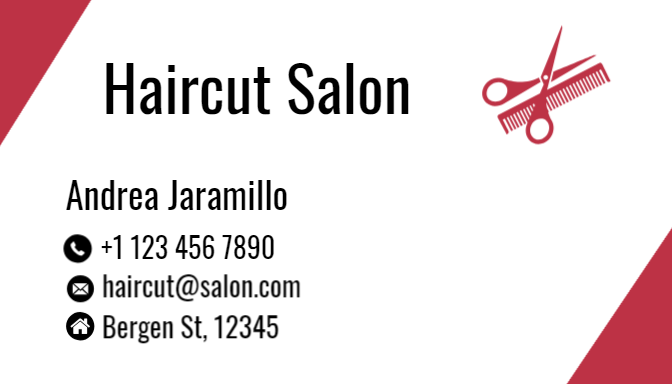 Haircut Salon
Andrea Jaramillo
+1 123 456 7890
haircut@salon.com
Bergen St, 12345